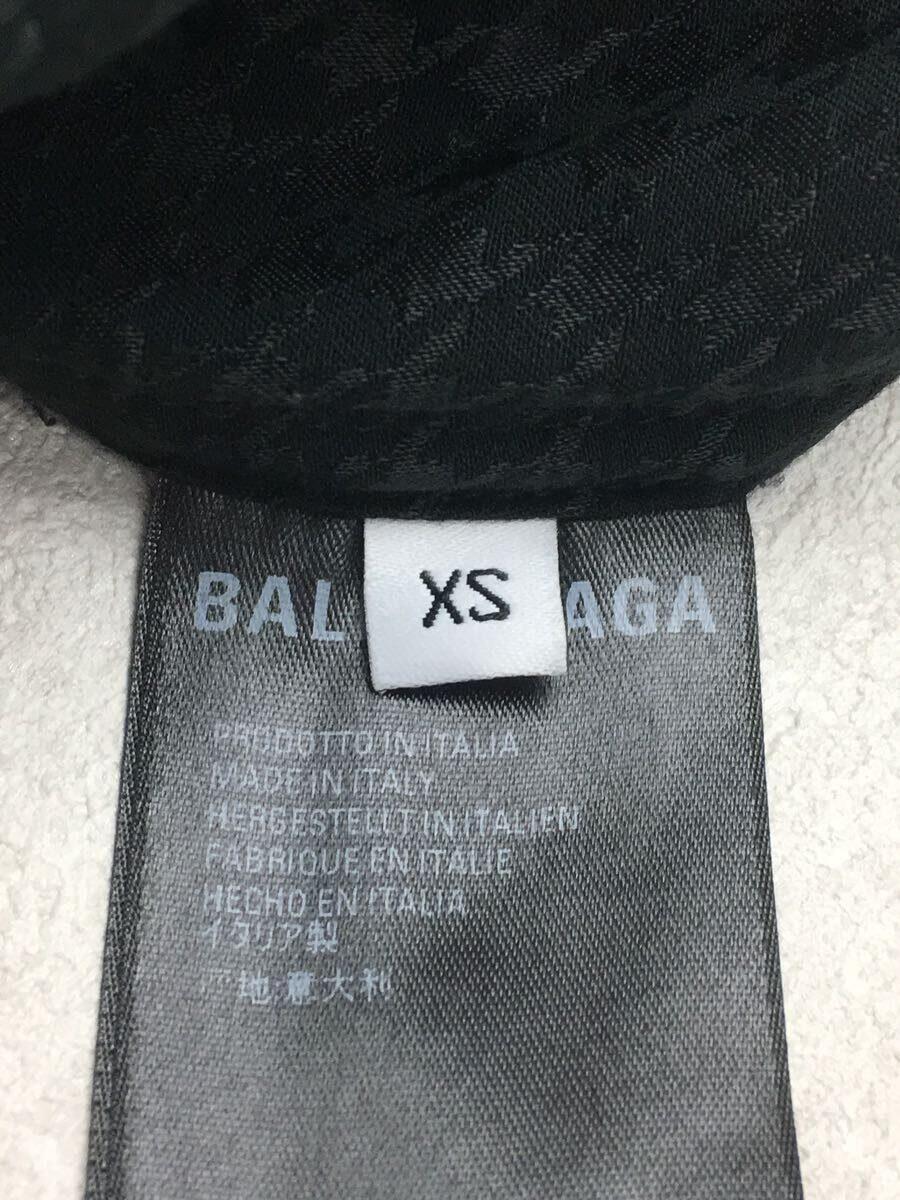 XS
BAL AGA
PRODOTTO IN ITALIA
MADE IN ITALY
HERGESTELLT IN ITALIEN
FABRIQUE EN ITALIE
HECHO EN ITALIA
イタリア製
产地:意大利